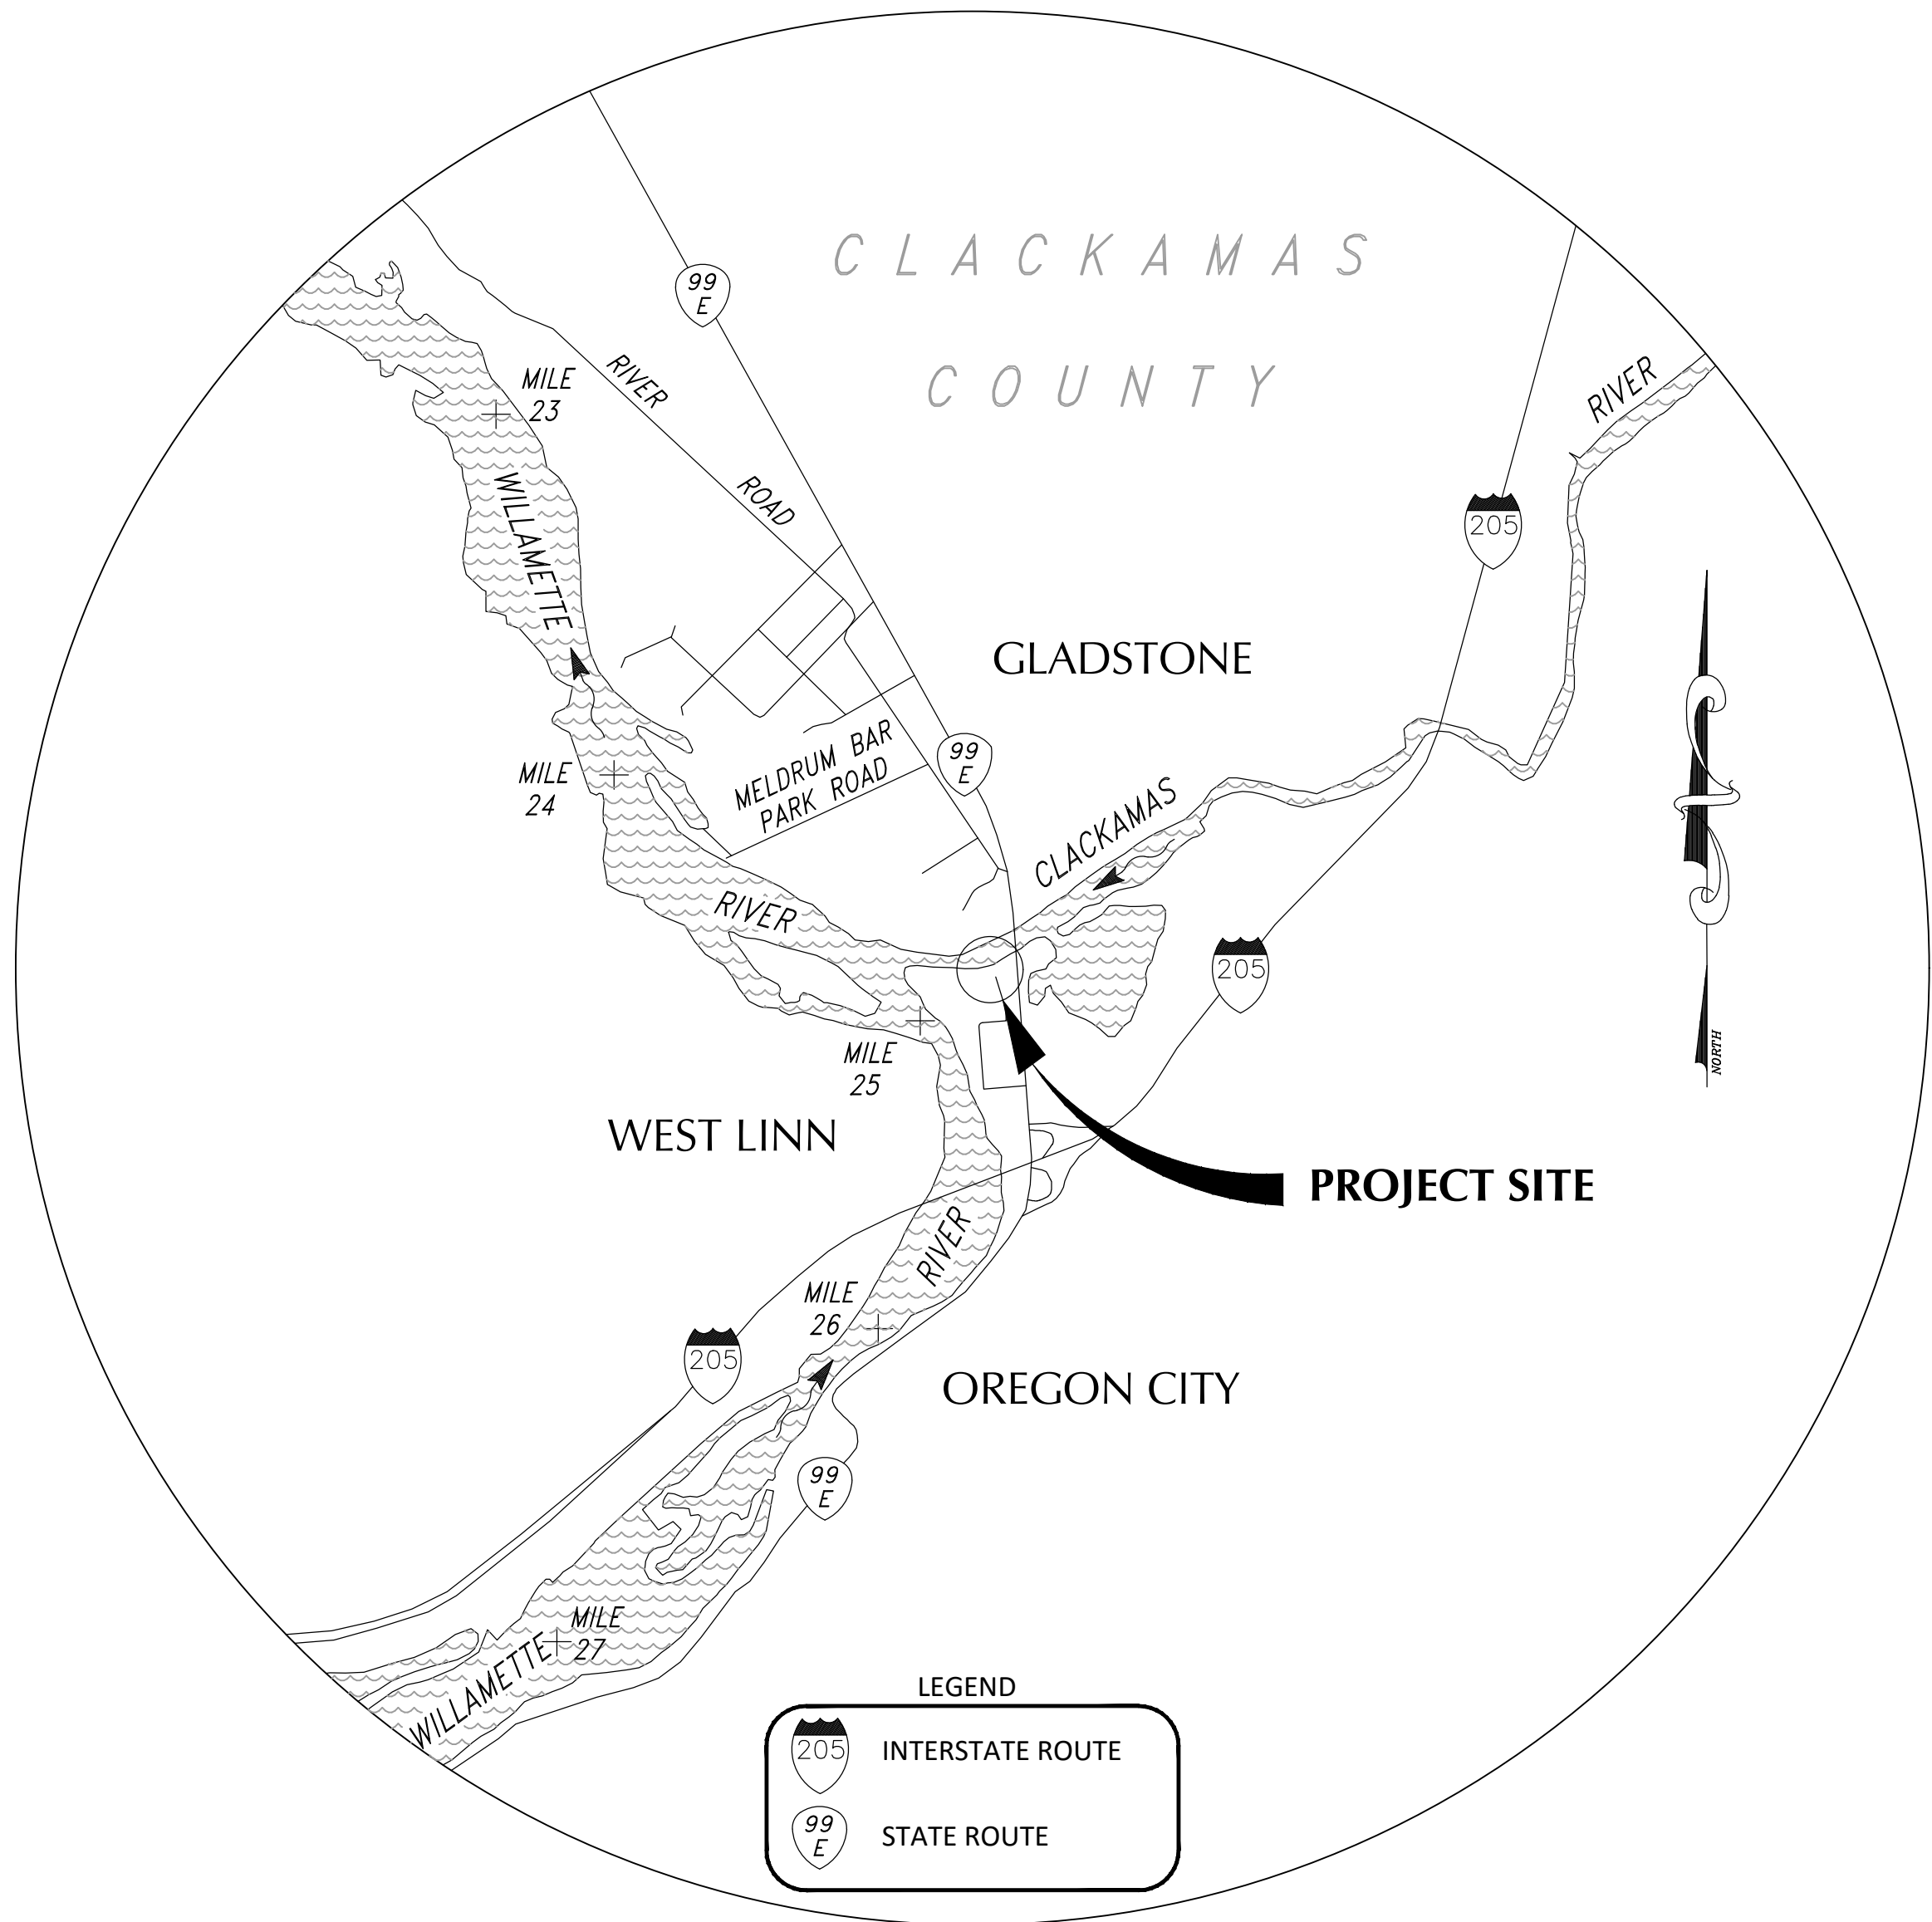 CLACKAMAS
COUNTY
99
E
RIVER
ROAD
MILE
23
RIVER
WILLAMETTE
205
GLADSTONE
MELDRUM BAR
PARK ROAD
99
E
MILE
24
CLACKAMAS
RIVER
205
NORTH
MILE
25
WEST LINN
PROJECT SITE
RIVER
MILE
26
205
OREGON CITY
99
E
MILE
27
WILLAMETTE
LEGEND
205
INTERSTATE ROUTE
99
E
STATE ROUTE